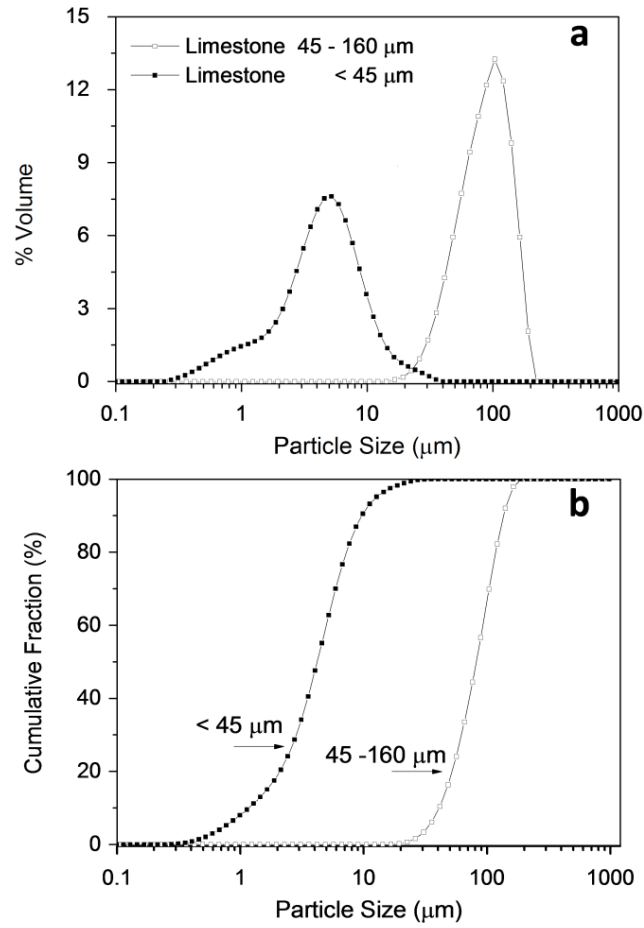 15
a
Limestone 45 - 160 μm
Limestone < 45 μm
12
9
6
3
0
% Volume
0.1 1 10 100 1000
Particle Size (μm)
100
b
80
60
40
20
0
Cumulative Fraction (%)
< 45 μm
45 -160 μm
0.1 1 10 100 1000
Particle Size (μm)